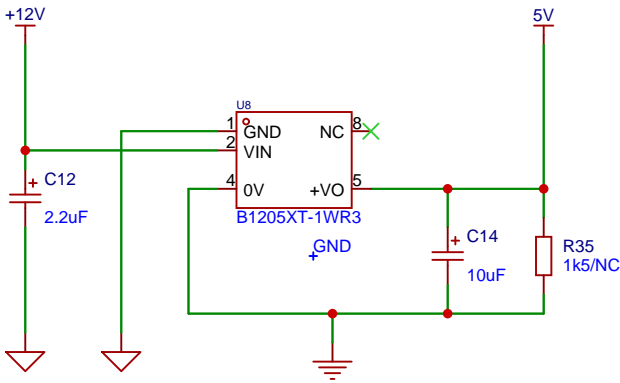 +12V
5V
U8
1
GND
NC
8
2
VIN
C12
2.2uF
4
0V
+VO
5
B1205XT-1WR3
GND
C14
10uF
R35
1k5/NC